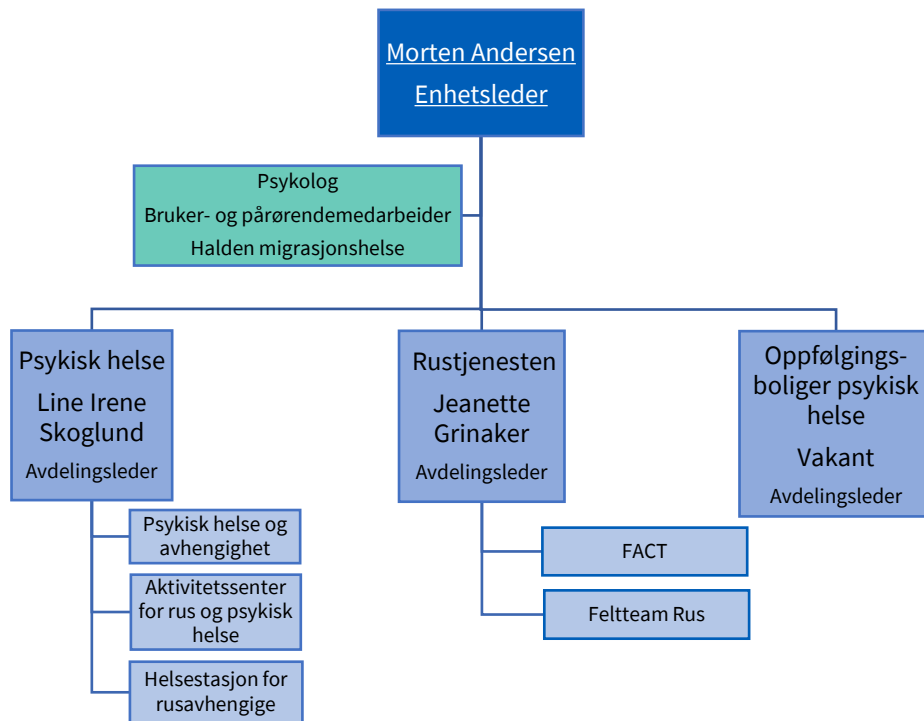 Morten Andersen
Enhetsleder
Psykolog
Bruker- og pårørendemedarbeider
Halden migrasjonshelse
Psykisk helse
Line Irene
Skoglund
Avdelingsleder
Rustjenesten
Jeanette
Grinaker
Avdelingsleder
Oppfølgings-
boliger psykisk
helse
Vakant
Avdelingsleder
Psykisk helse og
avhengighet
Aktivitetssenter
for rus og psykisk
helse
Helsestasjon for
rusavhengige
FACT
Feltteam Rus